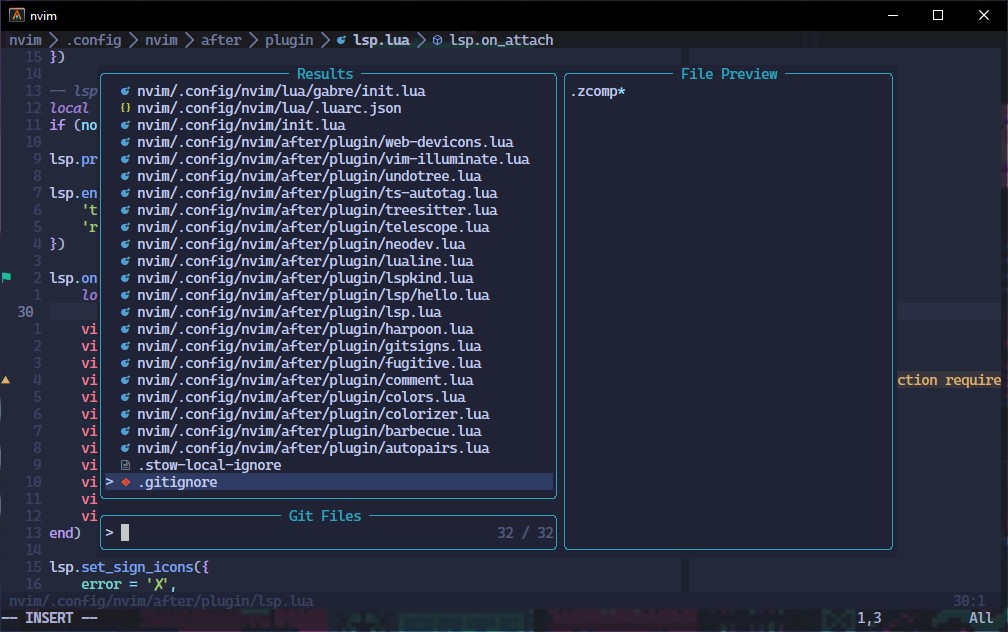 nvim
nvim > .config > nvim > after > plugin > lsp.lua > lsp.on_attach
15 })
14
13 -- lsp
12 local
11 if (no
10
9 lsp.pr
8
7 lsp.en
6 't
5 'r
4 })
3
2 lsp.on
1 lo
30
1 vi
2 vi
3 vi
4 vi ction require
5 vi
6 vi
7 vi
8 vi
9 vi
10 vi
11 vi
12 vi
13 end)
14
15 lsp.set_sign_icons({
16 error = '✗',
Results
nvim/.config/nvim/lua/gabre/init.lua
{} nvim/.config/nvim/lua/.luarc.json
nvim/.config/nvim/init.lua
nvim/.config/nvim/after/plugin/web-devicons.lua
nvim/.config/nvim/after/plugin/vim-illuminate.lua
nvim/.config/nvim/after/plugin/undotree.lua
nvim/.config/nvim/after/plugin/ts-autotag.lua
nvim/.config/nvim/after/plugin/treesitter.lua
nvim/.config/nvim/after/plugin/telescope.lua
nvim/.config/nvim/after/plugin/neodev.lua
nvim/.config/nvim/after/plugin/lualine.lua
nvim/.config/nvim/after/plugin/lspkind.lua
nvim/.config/nvim/after/plugin/lsp/hello.lua
nvim/.config/nvim/after/plugin/lsp.lua
nvim/.config/nvim/after/plugin/harpoon.lua
nvim/.config/nvim/after/plugin/gitsigns.lua
nvim/.config/nvim/after/plugin/fugitive.lua
nvim/.config/nvim/after/plugin/comment.lua
nvim/.config/nvim/after/plugin/colors.lua
nvim/.config/nvim/after/plugin/colorizer.lua
nvim/.config/nvim/after/plugin/barbecue.lua
nvim/.config/nvim/after/plugin/autopairs.lua
.stow-local-ignore
> .gitignore
Git Files
> 32 / 32
File Preview
.zcomp*
nvim/.config/nvim/after/plugin/lsp.lua 30:1
-- INSERT -- 1,3 All